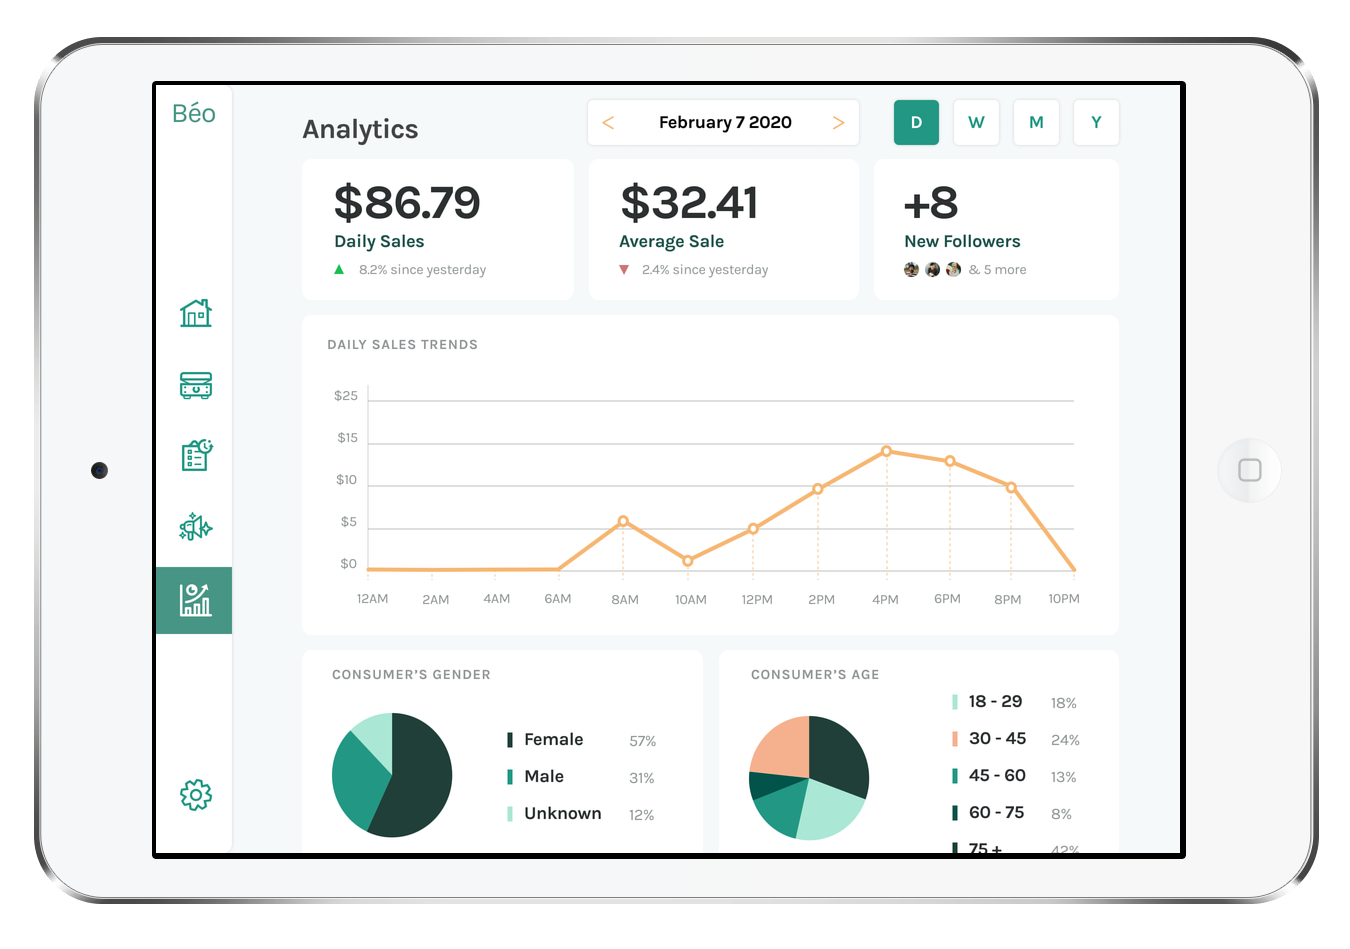 Béo
Analytics
< February 7 2020 >
D W M Y
$86.79
Daily Sales
▲ 8.2% since yesterday
$32.41
Average Sale
▼ 2.4% since yesterday
+8
New Followers
& 5 more
DAILY SALES TRENDS
$25
$15
$10
$5
$0
12AM 2AM 4AM 6AM 8AM 10AM 12PM 2PM 4PM 6PM 8PM 10PM
CONSUMER'S GENDER
Female 57%
Male 31%
Unknown 12%
CONSUMER'S AGE
18 - 29 18%
30 - 45 24%
45 - 60 13%
60 - 75 8%
75 + 42%